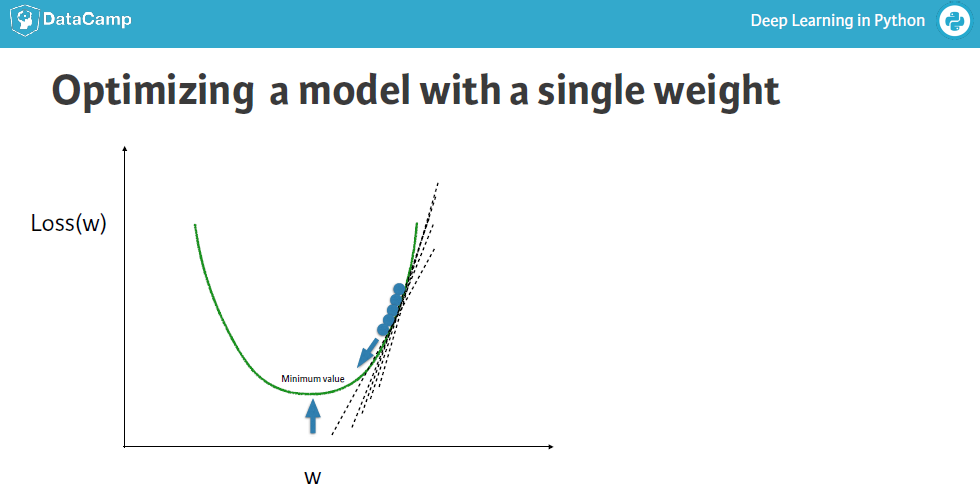 DataCamp
Deep Learning in Python
Optimizing a model with a single weight
Loss(w)
Minimum value
w